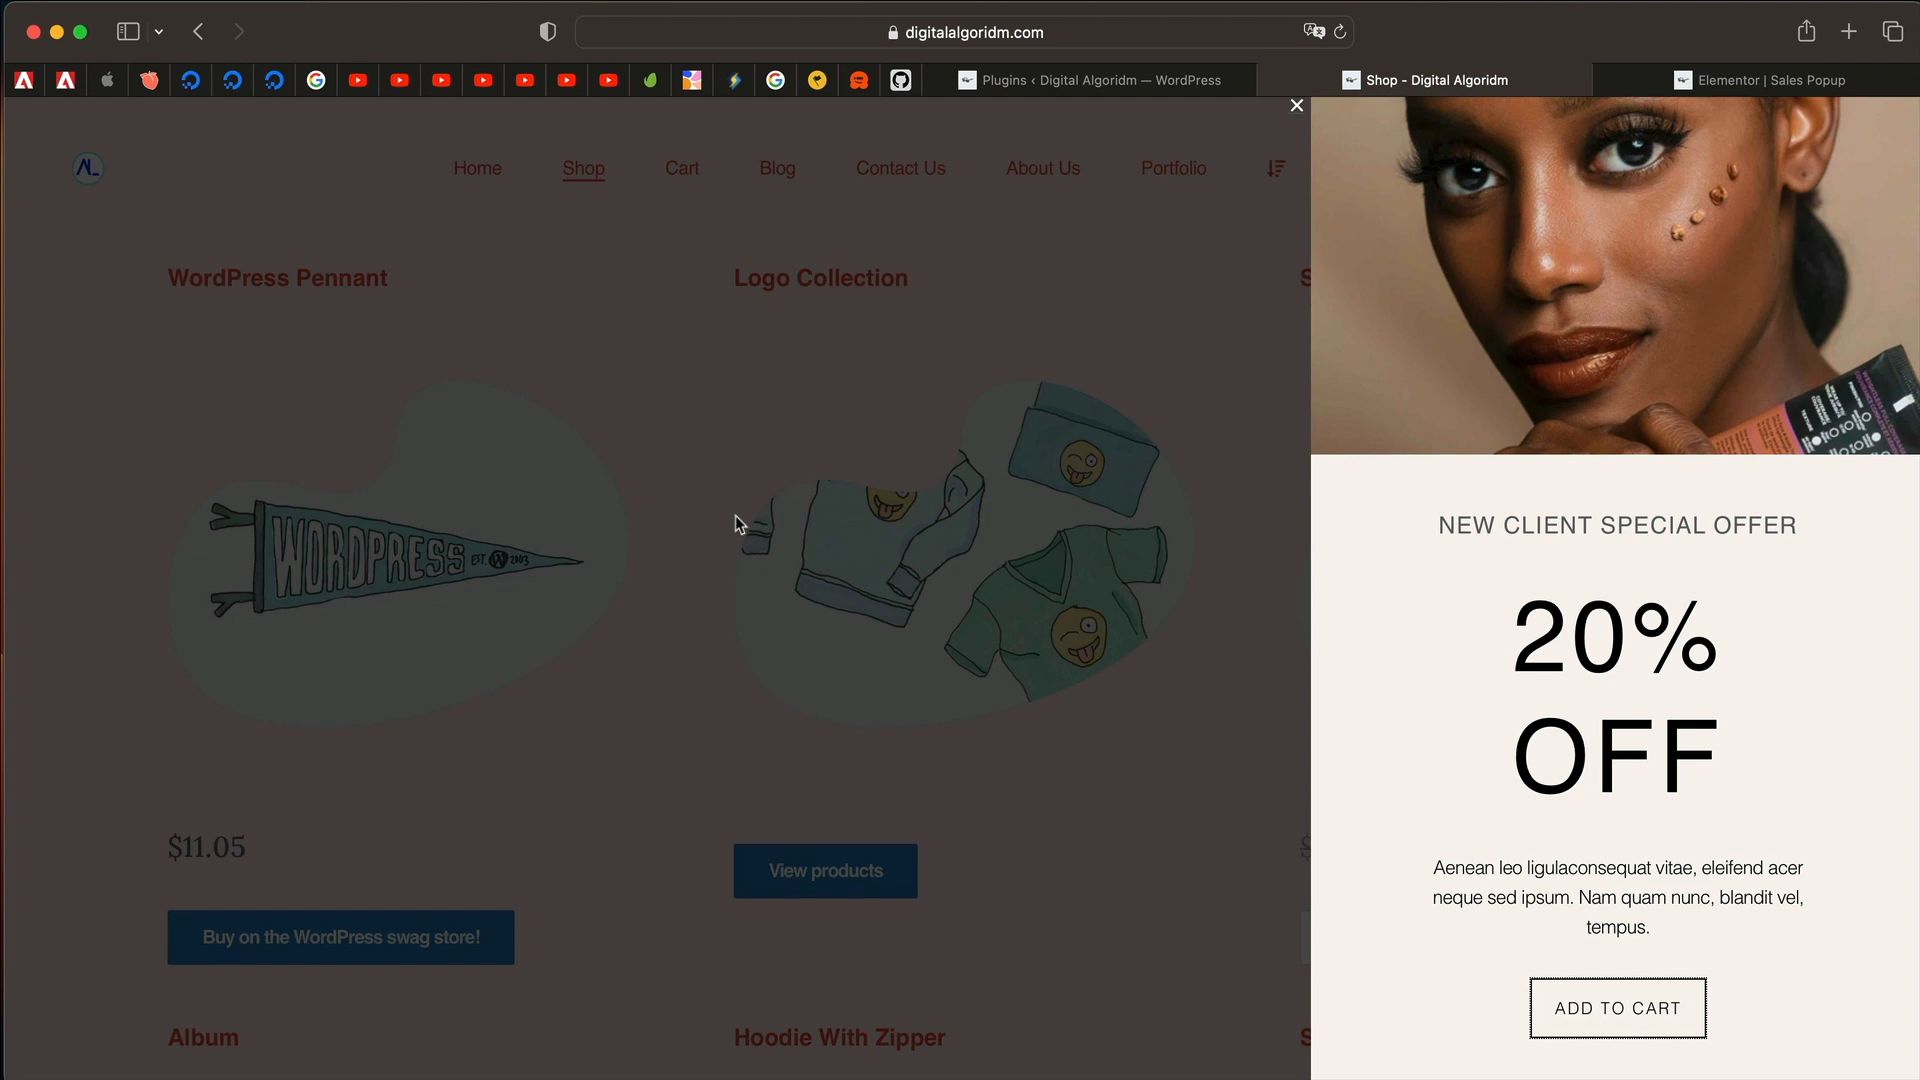 digitalalgoridm.com
Plugins ‹ Digital Algoridm — WordPress
Shop - Digital Algoridm
Elementor | Sales Popup
Home
Shop
Cart
Blog
Contact Us
About Us
Portfolio
WordPress Pennant
Logo Collection
WORDPRESS EST. W 2003
$11.05
View products
Buy on the WordPress swag store!
Album
Hoodie With Zipper
NEW CLIENT SPECIAL OFFER
20%
OFF
Aenean leo ligulaconsequat vitae, eleifend acer
neque sed ipsum. Nam quam nunc, blandit vel,
tempus.
ADD TO CART